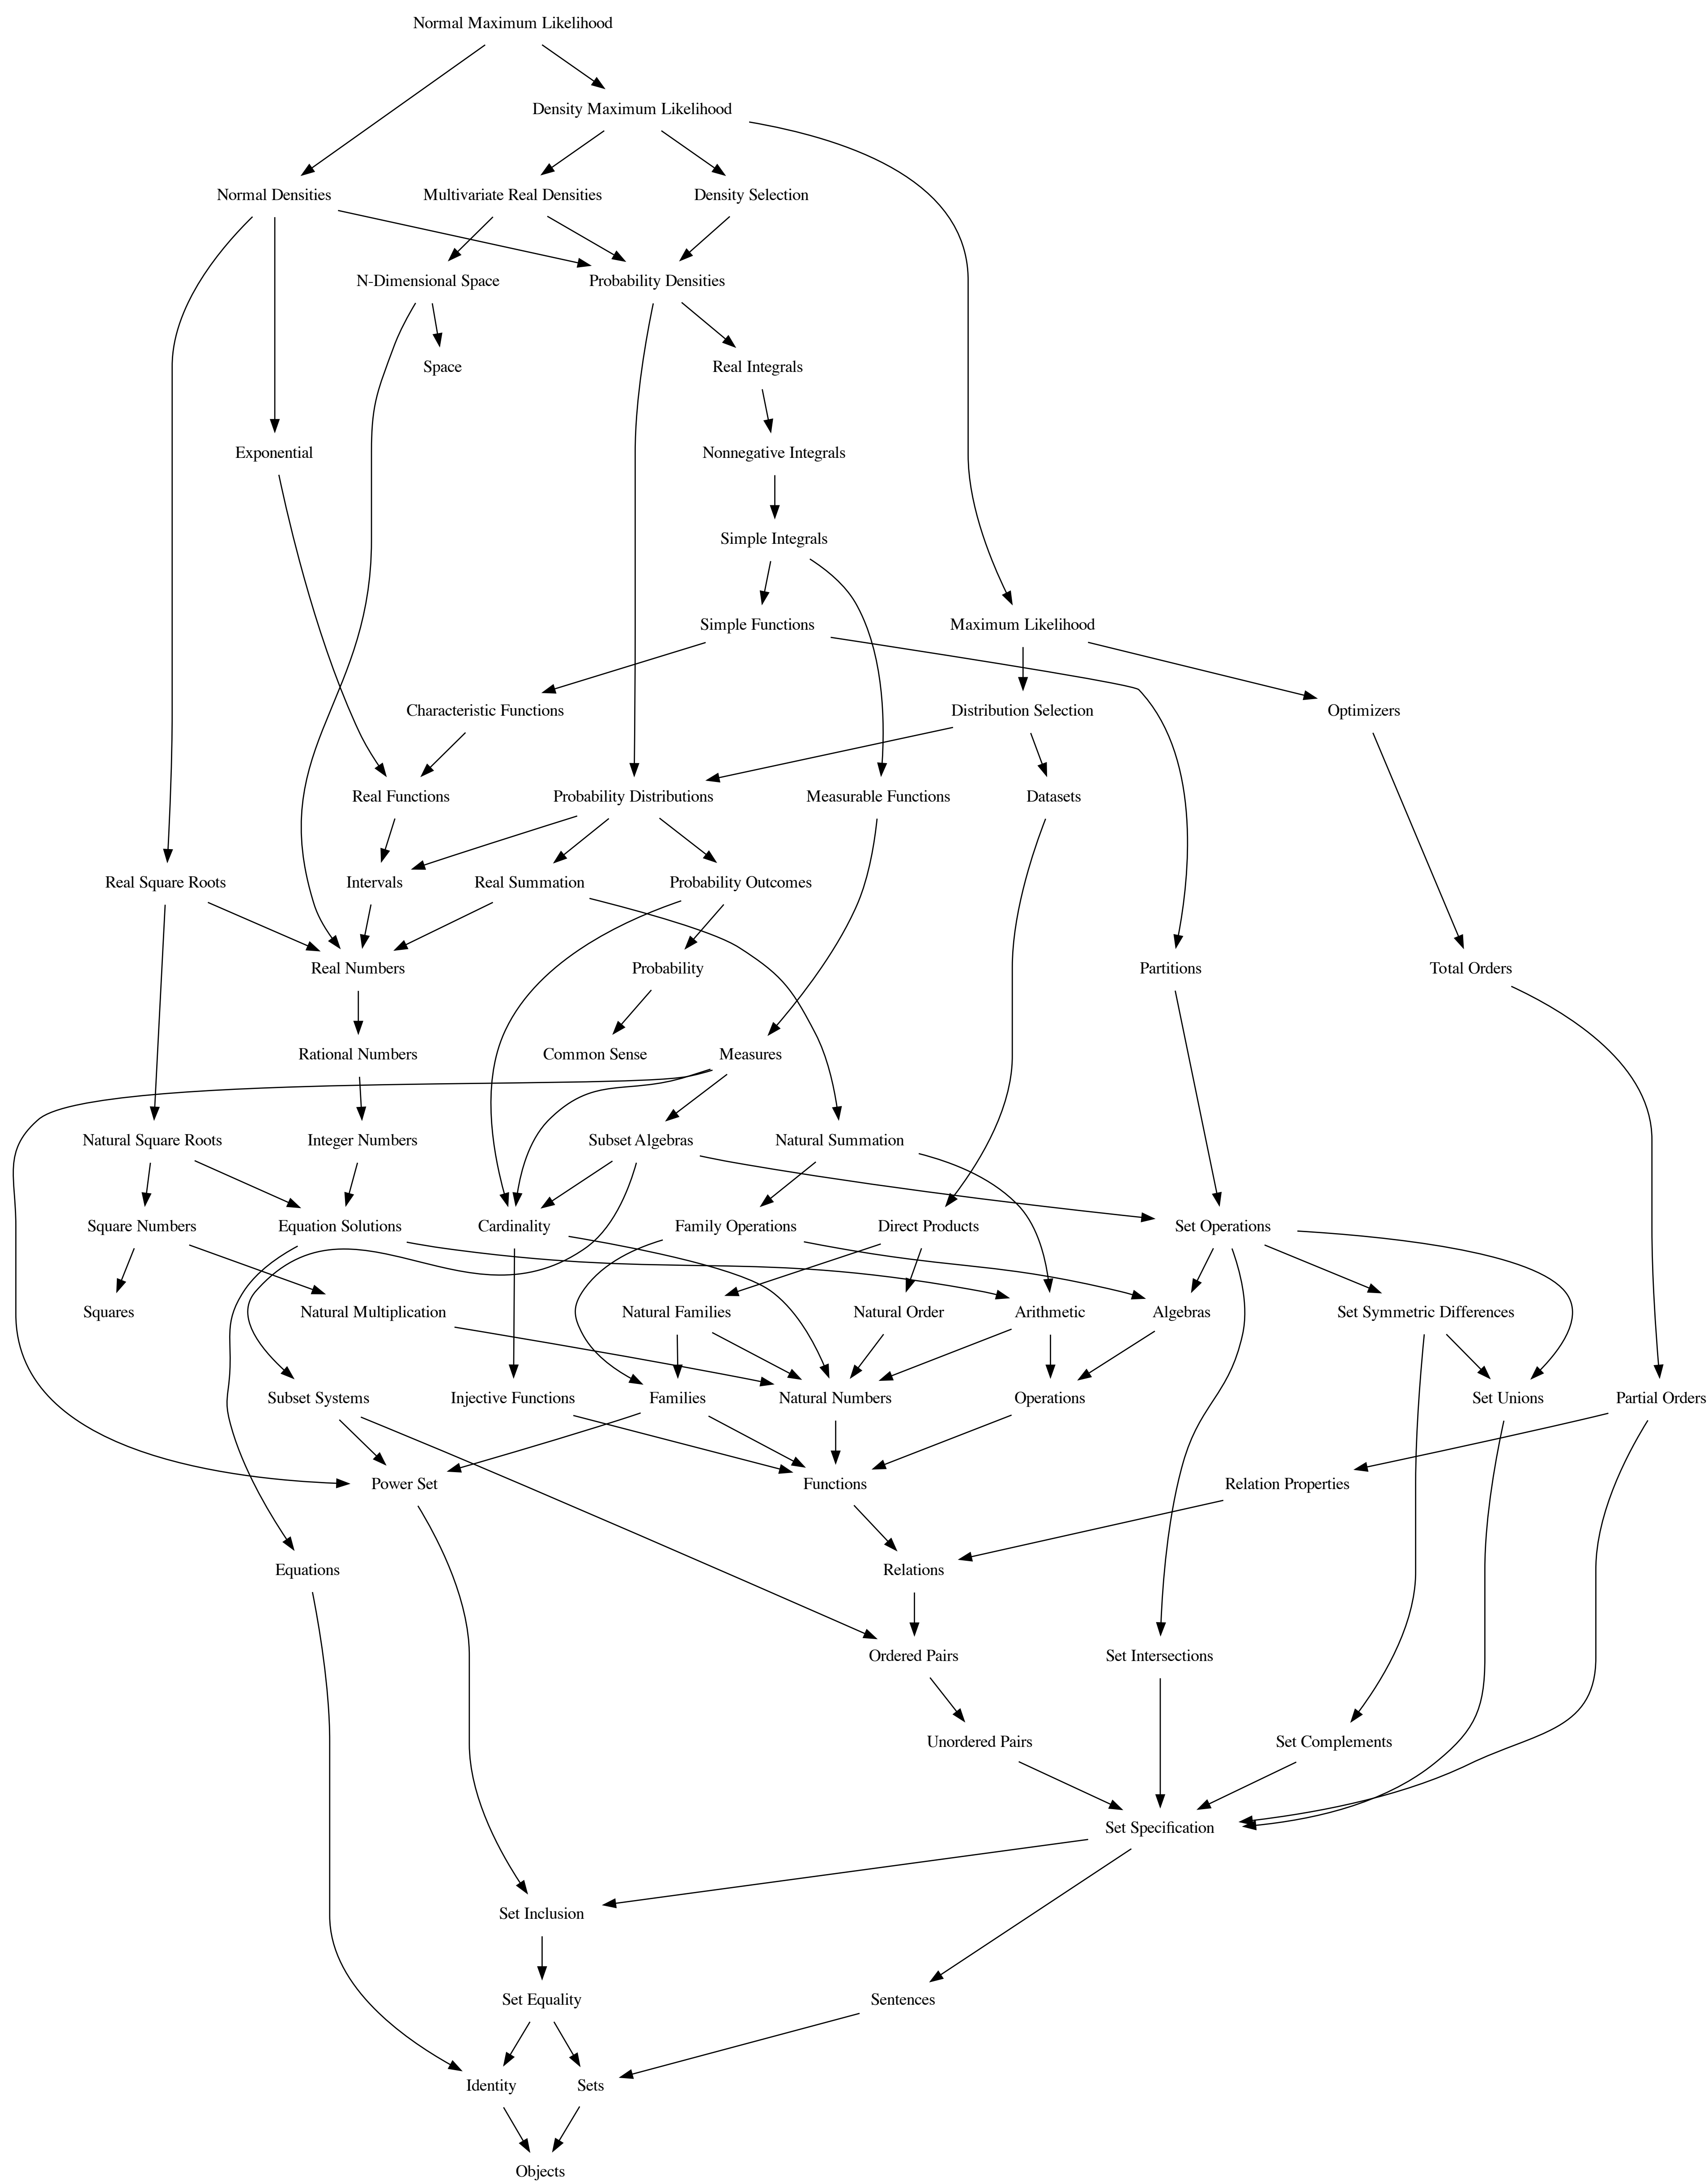 Normal Maximum Likelihood
Density Maximum Likelihood
Normal Densities
Multivariate Real Densities
Density Selection
N-Dimensional Space
Probability Densities
Space
Real Integrals
Exponential
Nonnegative Integrals
Simple Integrals
Simple Functions
Maximum Likelihood
Characteristic Functions
Distribution Selection
Optimizers
Real Functions
Probability Distributions
Measurable Functions
Datasets
Real Square Roots
Intervals
Real Summation
Probability Outcomes
Real Numbers
Probability
Partitions
Total Orders
Rational Numbers
Common Sense
Measures
Natural Square Roots
Integer Numbers
Subset Algebras
Natural Summation
Square Numbers
Equation Solutions
Cardinality
Family Operations
Direct Products
Set Operations
Squares
Natural Multiplication
Natural Families
Natural Order
Arithmetic
Algebras
Set Symmetric Differences
Subset Systems
Injective Functions
Families
Natural Numbers
Operations
Set Unions
Partial Orders
Power Set
Functions
Relation Properties
Equations
Relations
Ordered Pairs
Set Intersections
Unordered Pairs
Set Complements
Set Specification
Set Inclusion
Set Equality
Sentences
Identity
Sets
Objects